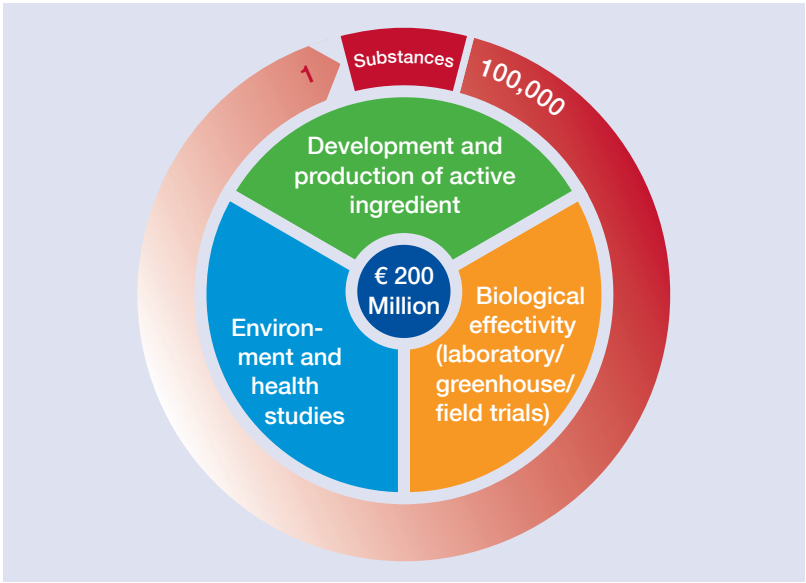 Substances
100,000
1
Development and
production of active
ingredient
€ 200
Million
Biological
effectivity
(laboratory/
greenhouse/
field trials)
Environ-
ment and
health
studies